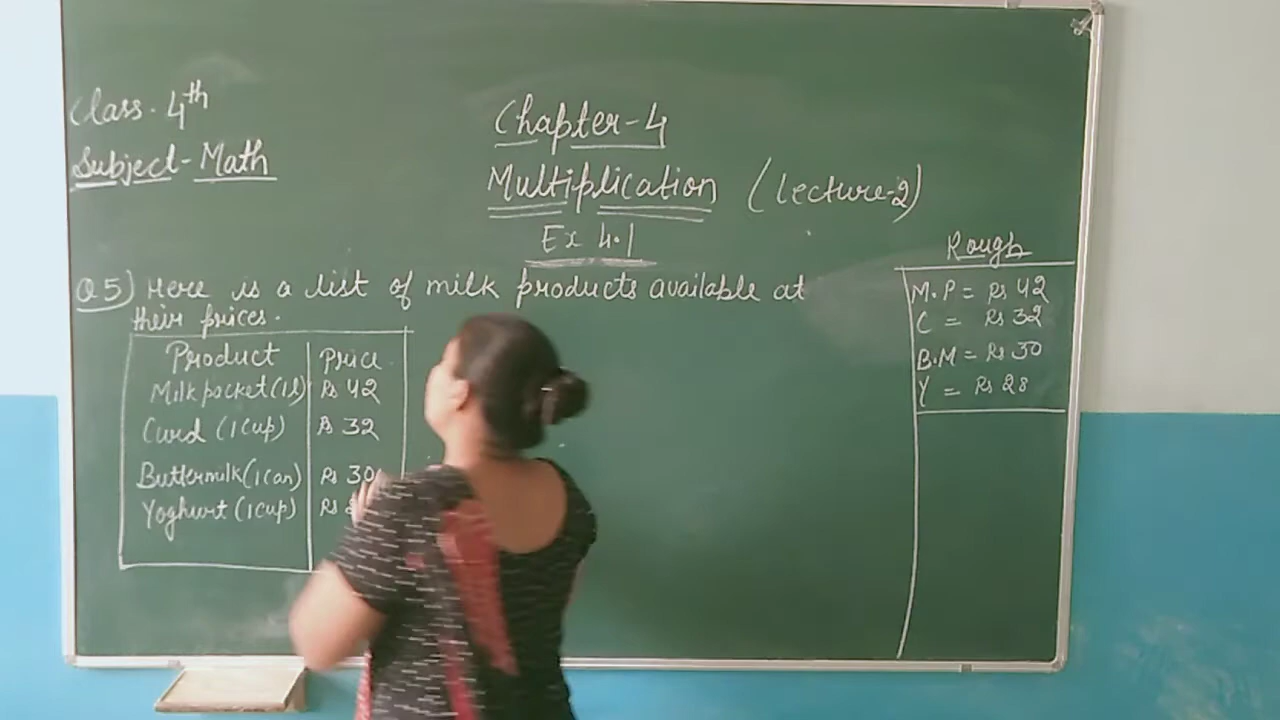 Class. 4th
Subject- Math
Chapter-4
Multiplication (Lecture-2)
Ex 4.1
Q5) Here is a list of milk products available at
their prices.
Product Price
Milk pocket (1l) Rs 42
Curd (1 Cup) Rs 32
Buttermilk (1 Can) Rs 30
Yoghurt (1 Cup) Rs
Rough
M.P = Rs 42
C = Rs 32
B.M = Rs 30
Y = Rs 28